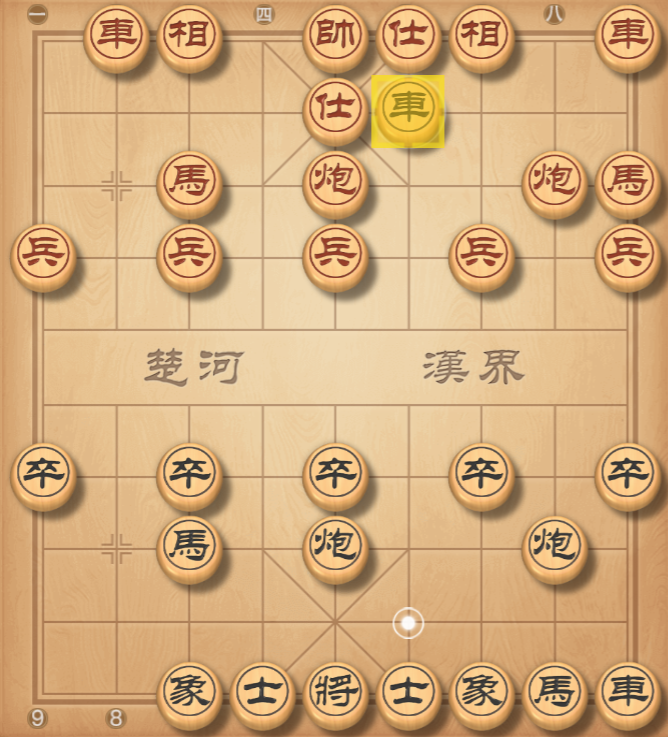 一 四 八
車 相 帥 仕 相 車
仕 車
馬 炮 炮 馬
兵 兵 兵 兵 兵
楚河 漢界
卒 卒 卒 卒 卒
馬 炮 炮
象 士 將 士 象 馬 車
9 8